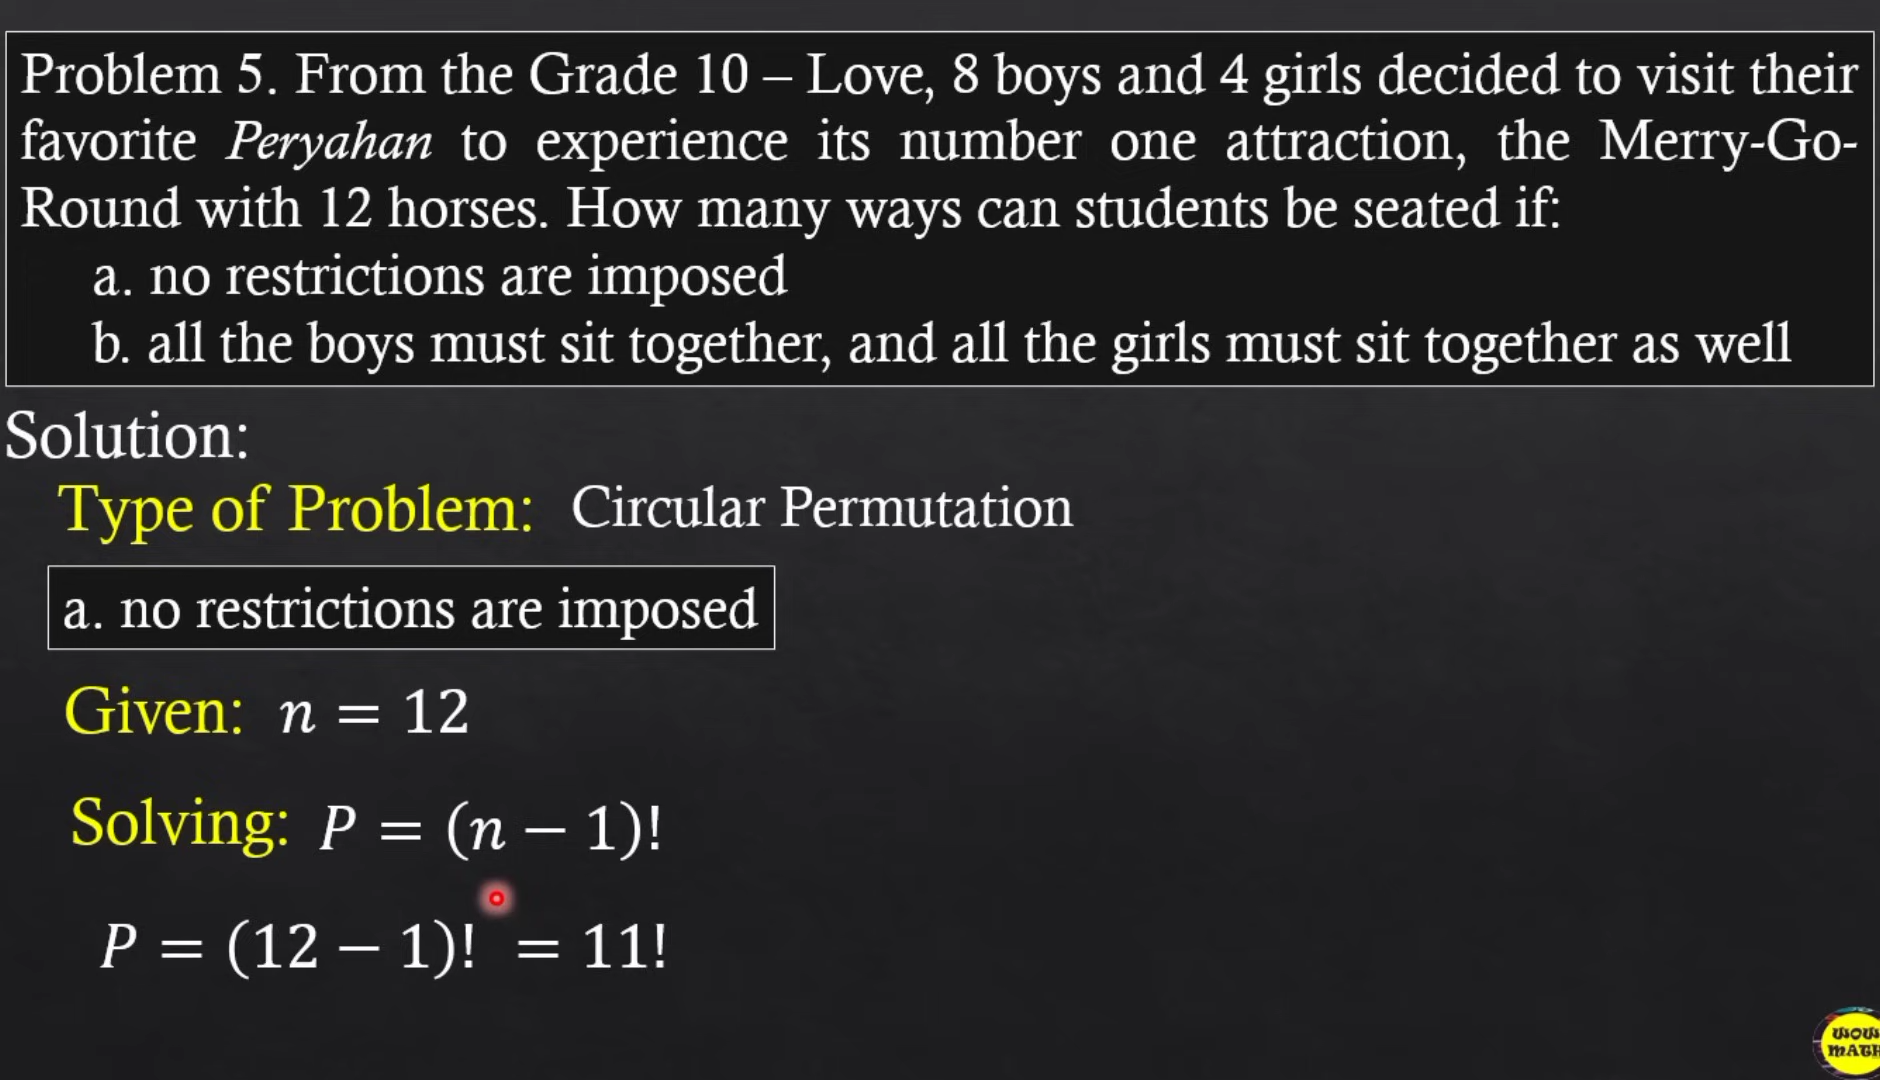 Problem 5. From the Grade 10 – Love, 8 boys and 4 girls decided to visit their
favorite Peryahan to experience its number one attraction, the Merry-Go-
Round with 12 horses. How many ways can students be seated if:
a. no restrictions are imposed
b. all the boys must sit together, and all the girls must sit together as well
Solution:
Type of Problem: Circular Permutation
a. no restrictions are imposed
Given: n = 12
Solving: P = (n − 1)!
P = (12 − 1)! = 11!
WOW
MATH